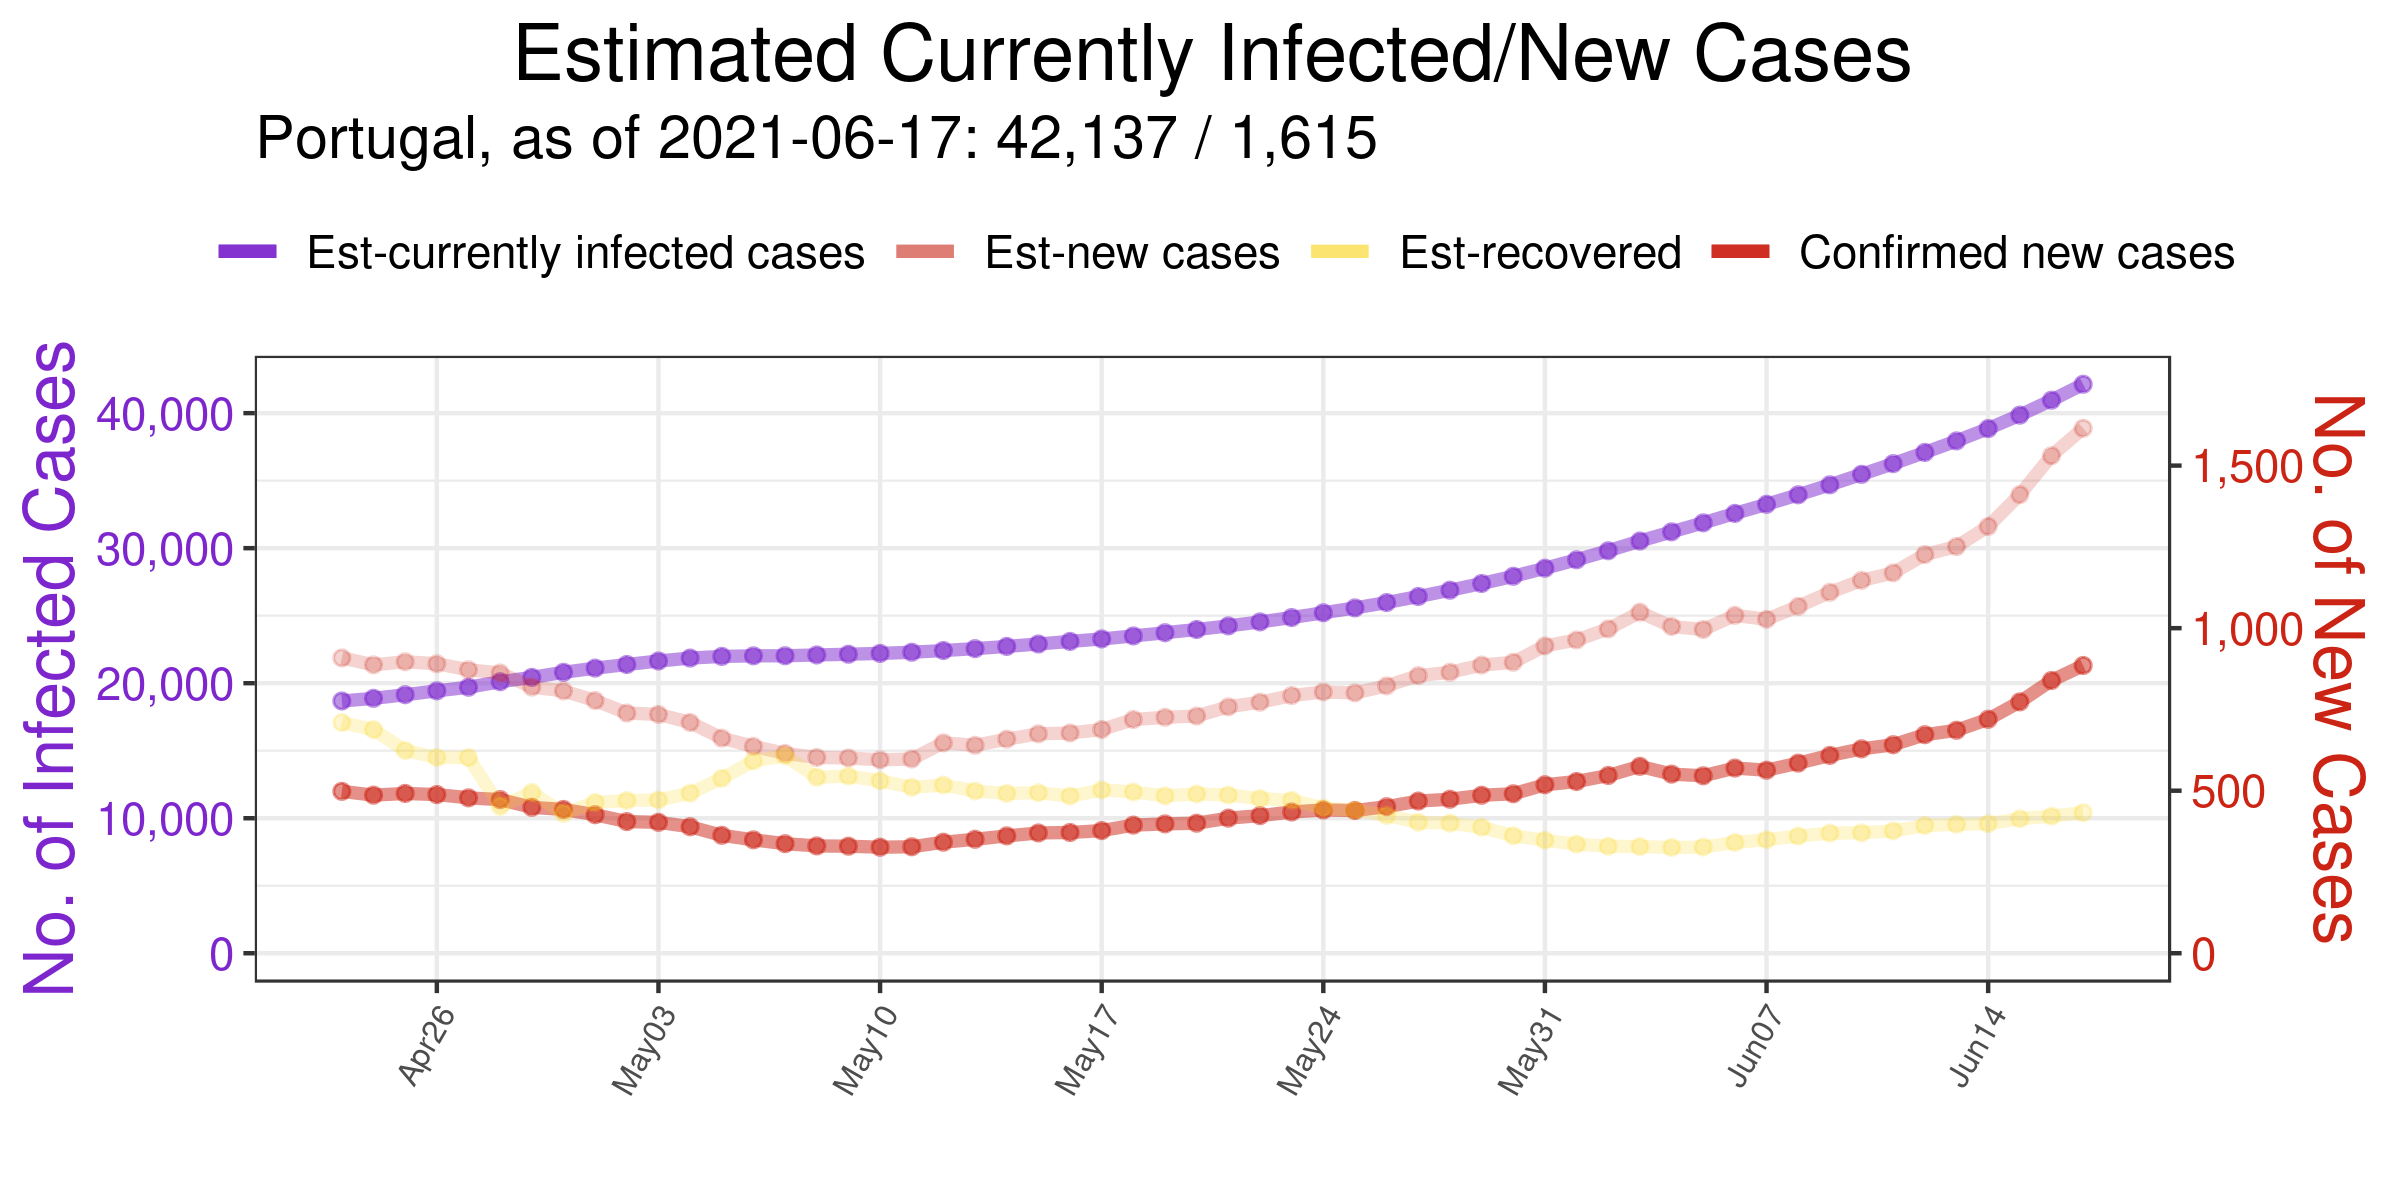 Estimated Currently Infected/New Cases
Portugal, as of 2021-06-17: 42,137 / 1,615
Est-currently infected cases Est-new cases Est-recovered Confirmed new cases
No. of Infected Cases
40,000
30,000
20,000
10,000
0
1,500
1,000
500
0
No. of New Cases
Apr26 May03 May10 May17 May24 May31 Jun07 Jun14